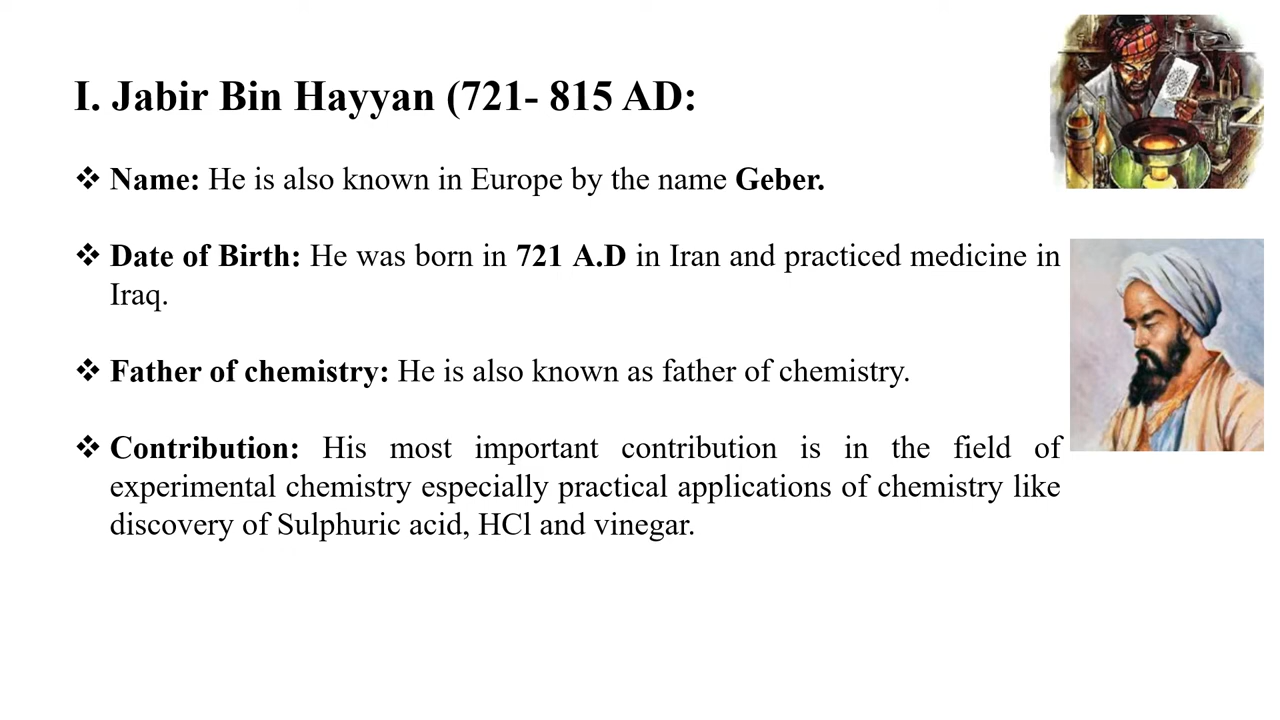 I. Jabir Bin Hayyan (721- 815 AD:
❖ Name: He is also known in Europe by the name Geber.
❖ Date of Birth: He was born in 721 A.D in Iran and practiced medicine in
Iraq.
❖ Father of chemistry: He is also known as father of chemistry.
❖ Contribution: His most important contribution is in the field of
experimental chemistry especially practical applications of chemistry like
discovery of Sulphuric acid, HCl and vinegar.